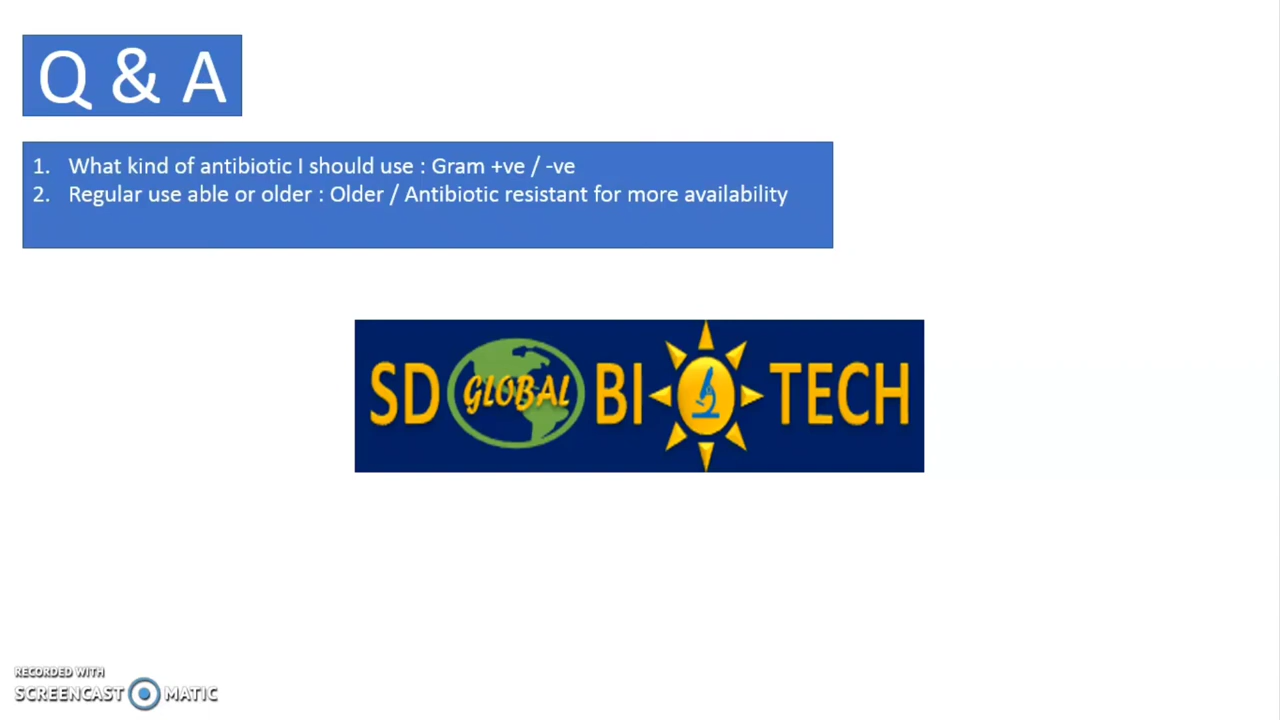 Q & A
1. What kind of antibiotic I should use : Gram +ve / -ve
2. Regular use able or older : Older / Antibiotic resistant for more availability
SD GLOBAL BI TECH
RECORDED WITH
SCREENCAST MATIC